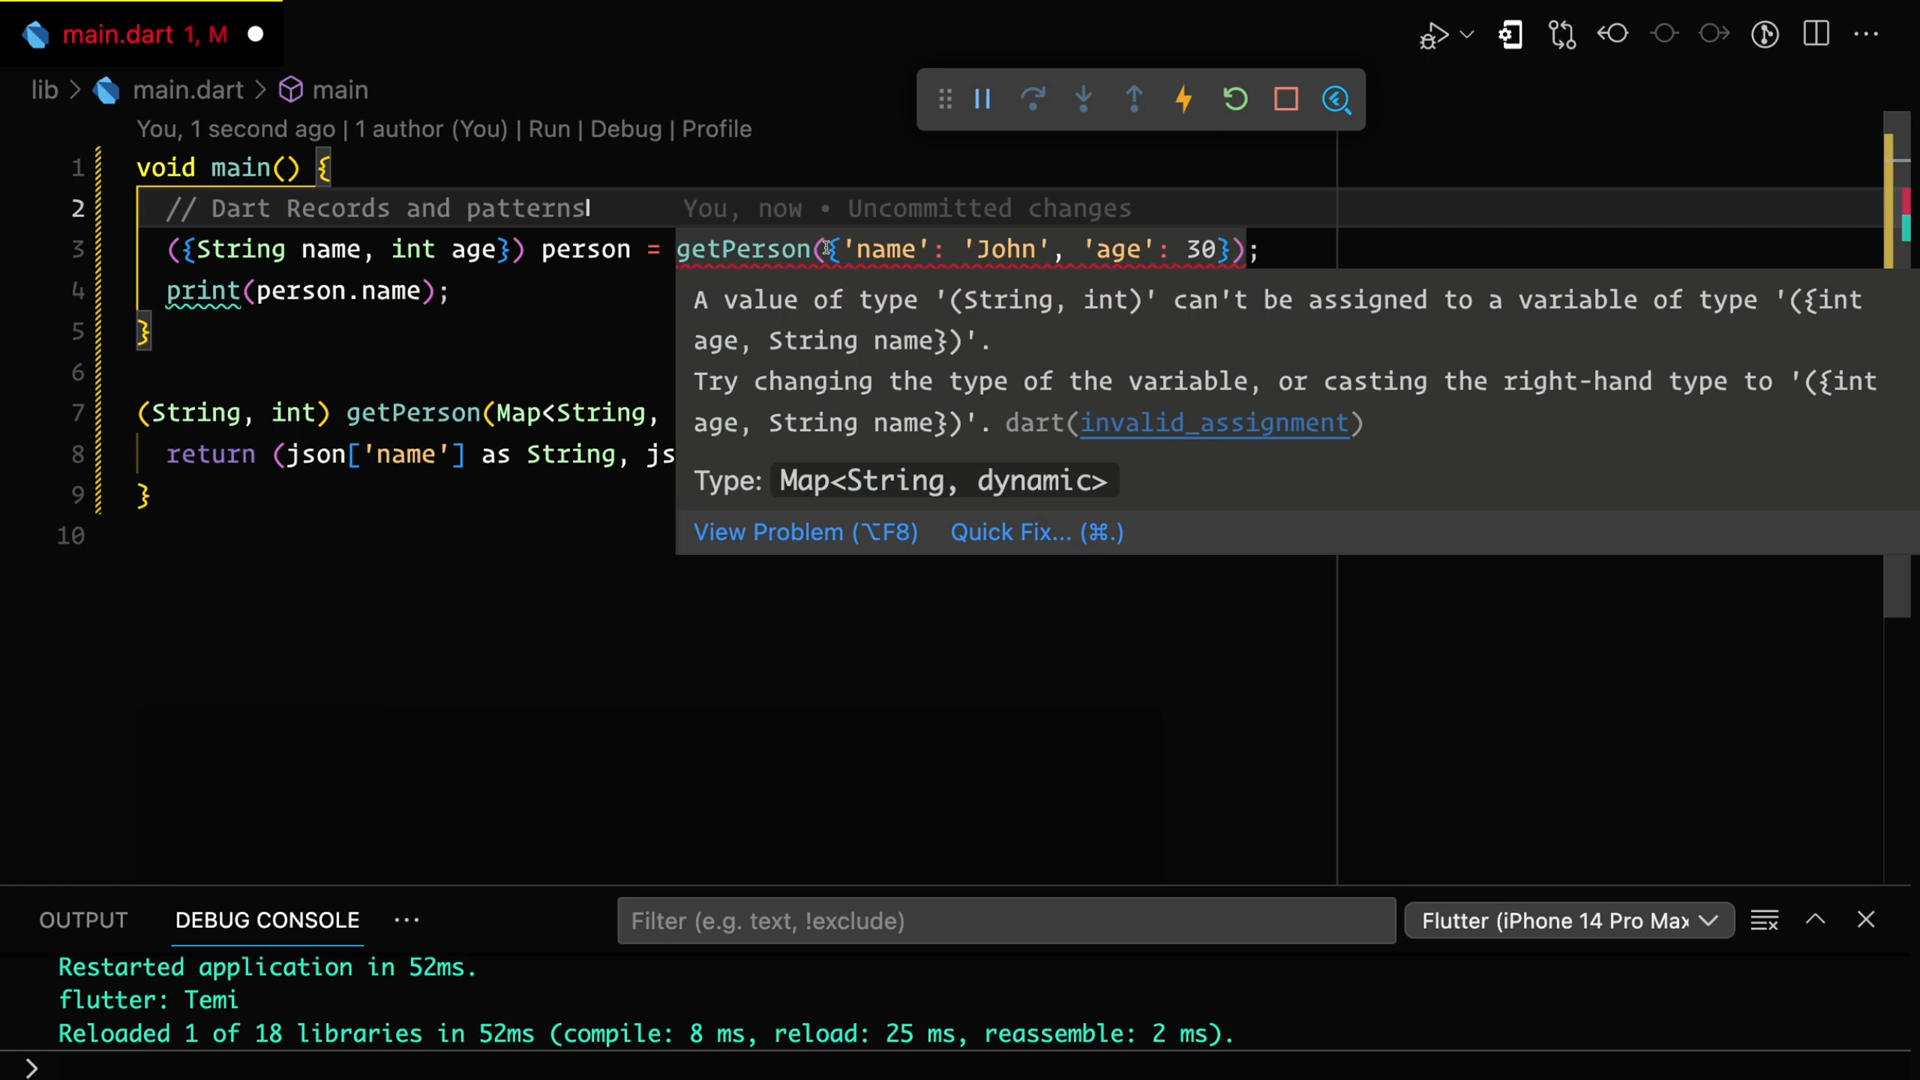 main.dart 1, M
lib > main.dart > main
You, 1 second ago | 1 author (You) | Run | Debug | Profile
1 void main() {
2 // Dart Records and patterns You, now • Uncommitted changes
3 ({String name, int age}) person = getPerson({'name': 'John', 'age': 30});
4 print(person.name);
5 }
6
7 (String, int) getPerson(Map<String,
8 return (json['name'] as String, js
9 }
10
A value of type '(String, int)' can't be assigned to a variable of type '({int
age, String name})'.
Try changing the type of the variable, or casting the right-hand type to '({int
age, String name})'. dart(invalid_assignment)
Type: Map<String, dynamic>
View Problem (⌥F8) Quick Fix... (⌘.)
OUTPUT DEBUG CONSOLE ··· Filter (e.g. text, !exclude) Flutter (iPhone 14 Pro Max
Restarted application in 52ms.
flutter: Temi
Reloaded 1 of 18 libraries in 52ms (compile: 8 ms, reload: 25 ms, reassemble: 2 ms).
>